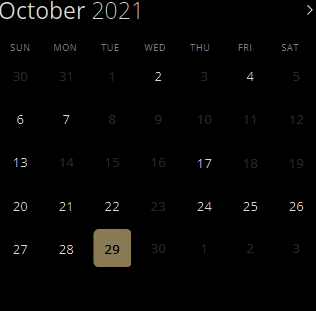 October 2021
SUN MON TUE WED THU FRI SAT
30 31 1 2 3 4 5
6 7 8 9 10 11 12
13 14 15 16 17 18 19
20 21 22 23 24 25 26
27 28 29 30 1 2 3